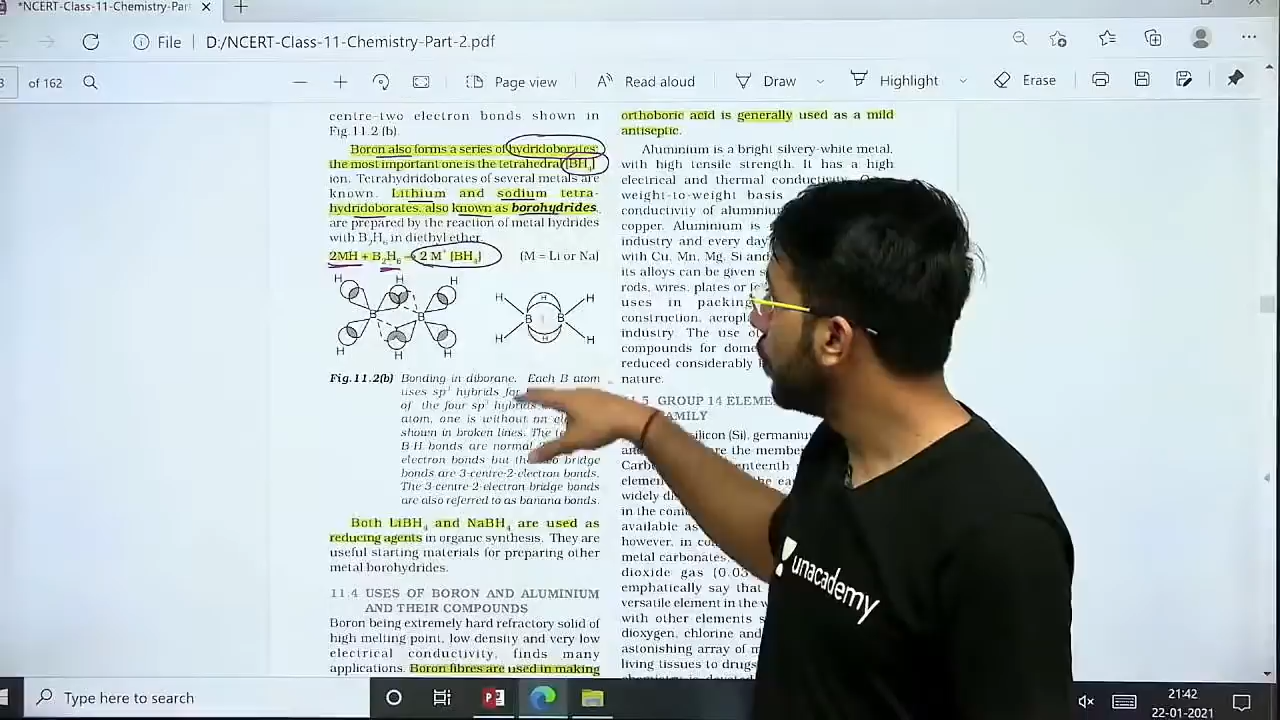 *NCERT-Class-11-Chemistry-Part
File
D:/NCERT-Class-11-Chemistry-Part-2.pdf
3
of 162
Page view
Read aloud
Draw
Highlight
Erase
centre-two electron bonds shown in
Fig.11.2 (b).
Boron also forms a series of hydridoborates;
the most important one is the tetrahedral [BH4]
ion. Tetrahydridoborates of several metals are
known. Lithium and sodium tetra-
hydridoborates, also known as borohydrides,
are prepared by the reaction of metal hydrides
with B2H6 in diethyl ether.
2MH + B2H6 → 2 M+ [BH4] (M = Li or Na)
H H H
B B
H H H
H H H
B B
H H H
Fig.11.2(b) Bonding in diborane. Each B atom
uses sp3 hybrids for
of the four sp3 hybrids
atom, one is without an
shown in broken lines. The
B-H bonds are normal
electron bonds but the two bridge
bonds are 3-centre-2-electron bonds.
The 3-centre-2-electron bridge bonds
are also referred to as banana bonds.
Both LiBH4 and NaBH4 are used as
reducing agents in organic synthesis. They are
useful starting materials for preparing other
metal borohydrides.
11.4 USES OF BORON AND ALUMINIUM
AND THEIR COMPOUNDS
Boron being extremely hard refractory solid of
high melting point, low density and very low
electrical conductivity, finds many
applications. Boron fibres are used in making
orthoboric acid is generally used as a mild
antiseptic.
Aluminium is a bright silvery-white metal,
with high tensile strength. It has a high
electrical and thermal conductivity.
weight-to-weight basis
conductivity of aluminium
copper. Aluminium is
industry and every day
with Cu, Mn, Mg, Si and
its alloys can be given
rods, wires, plates or
uses in packing
construction, aeroplane
industry. The use of
compounds for domestic
reduced considerably
nature.
GROUP 14
FAMILY
silicon (Si), germanium
are the member
Carbon
widely
in the
available as
however, in
metal carbonates,
dioxide gas (0.03
emphatically say that
versatile element in the
with other elements
dioxygen, chlorine and
astonishing array of
living tissues to drugs
unacademy
Type here to search
21:42
22-01-2021